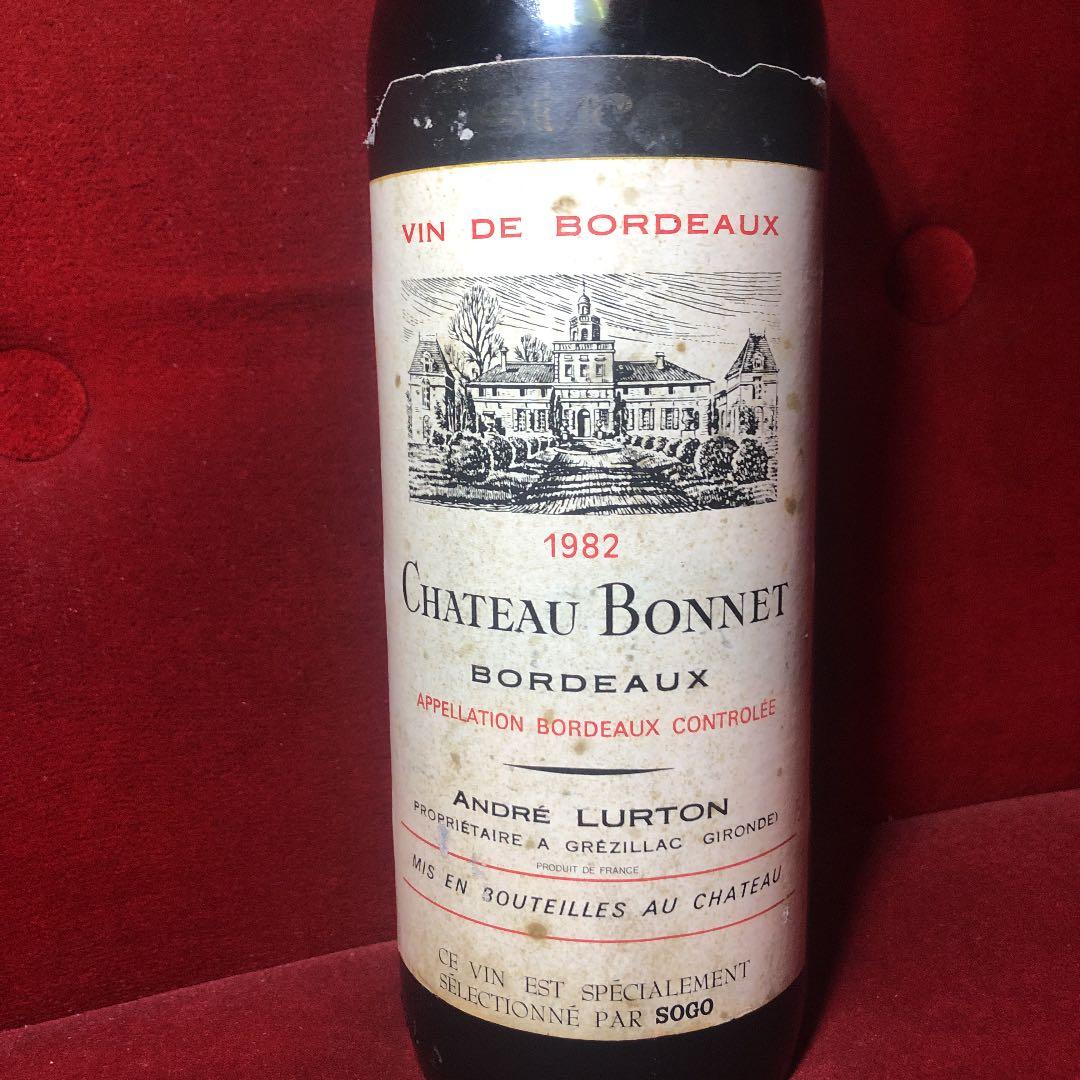 VIN DE BORDEAUX
1982
CHATEAU BONNET
BORDEAUX
APPELLATION BORDEAUX CONTROLÉE
ANDRÉ LURTON
PROPRIÉTAIRE A GRÉZILLAC GIRONDE)
PRODUIT DE FRANCE
MIS EN BOUTEILLES AU CHATEAU
CE VIN EST SPÉCIALEMENT
SÉLECTIONNÉ PAR SOGO